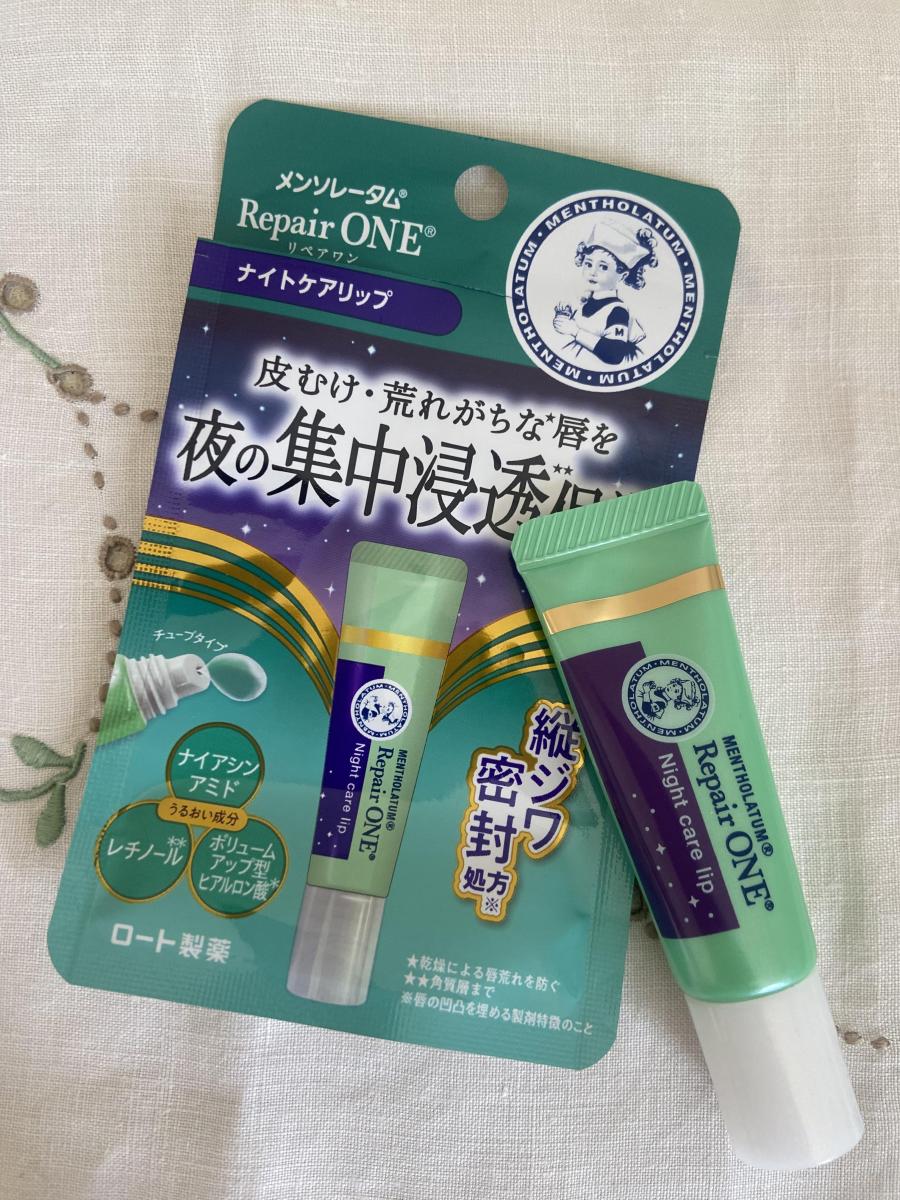 メンソレータム®
Repair ONE®
リペアワン
MENTHOLATUM・MENTHOLATUM・MENTHOLATUM・MENTHOLATUM・
M
ナイトケアリップ
皮むけ・荒れがちな★唇を
夜の集中浸透★★
チューブタイプ
ナイアシン
アミド
うるおい成分
レチノール**
ボリューム
アップ型
ヒアルロン酸*
MENTHOLATUM・MENTHOLATUM・
MENTHOLATUM®
Repair ONE®
Night care lip
縦ジワ
密封
処方※
ロート製薬
★乾燥による唇荒れを防ぐ
★★角質層まで
※唇の凹凸を埋める製剤特徴のこと
MENTHOLATUM・MENTHOLATUM・
MENTHOLATUM®
Repair ONE®
Night care lip